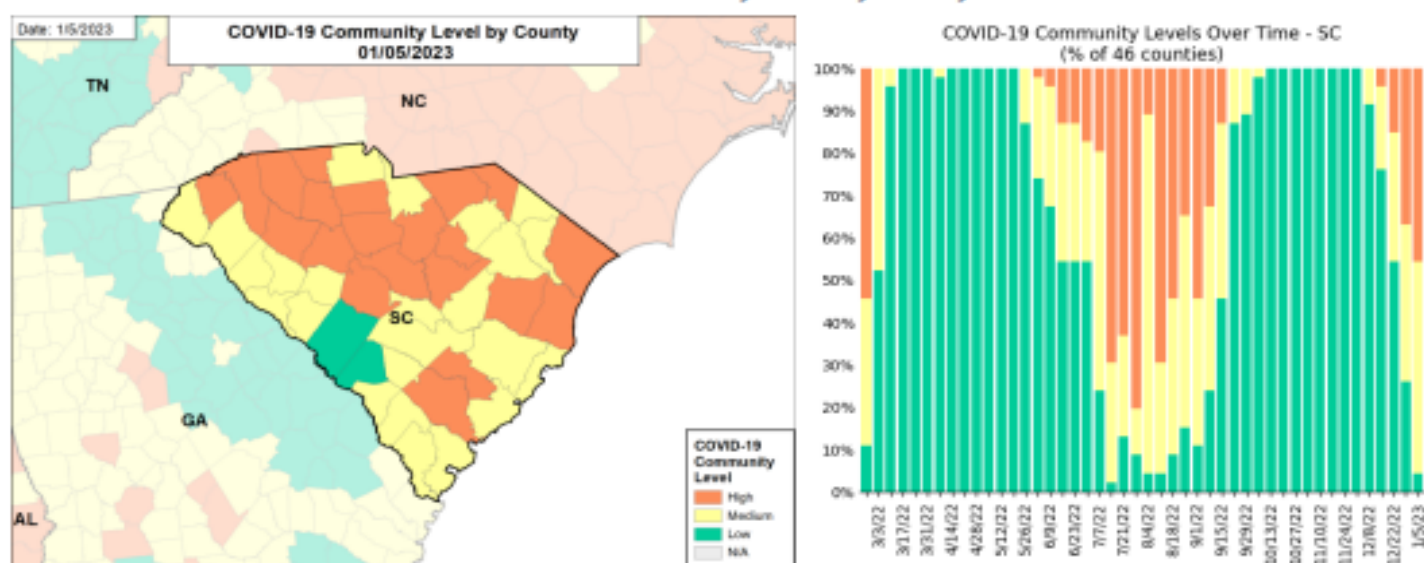 Date: 1/5/2023
COVID-19 Community Level by County
01/05/2023
TN
NC
SC
GA
AL
COVID-19
Community
Level
High
Medium
Low
N/A
COVID-19 Community Levels Over Time - SC
(% of 46 counties)
100%
90%
80%
70%
60%
50%
40%
30%
20%
10%
0%
3/3/22
3/17/22
3/31/22
4/14/22
4/28/22
5/12/22
5/26/22
6/9/22
6/23/22
7/7/22
7/21/22
8/4/22
8/18/22
9/1/22
9/15/22
9/29/22
10/13/22
10/27/22
11/10/22
11/24/22
12/8/22
12/22/22
1/5/23